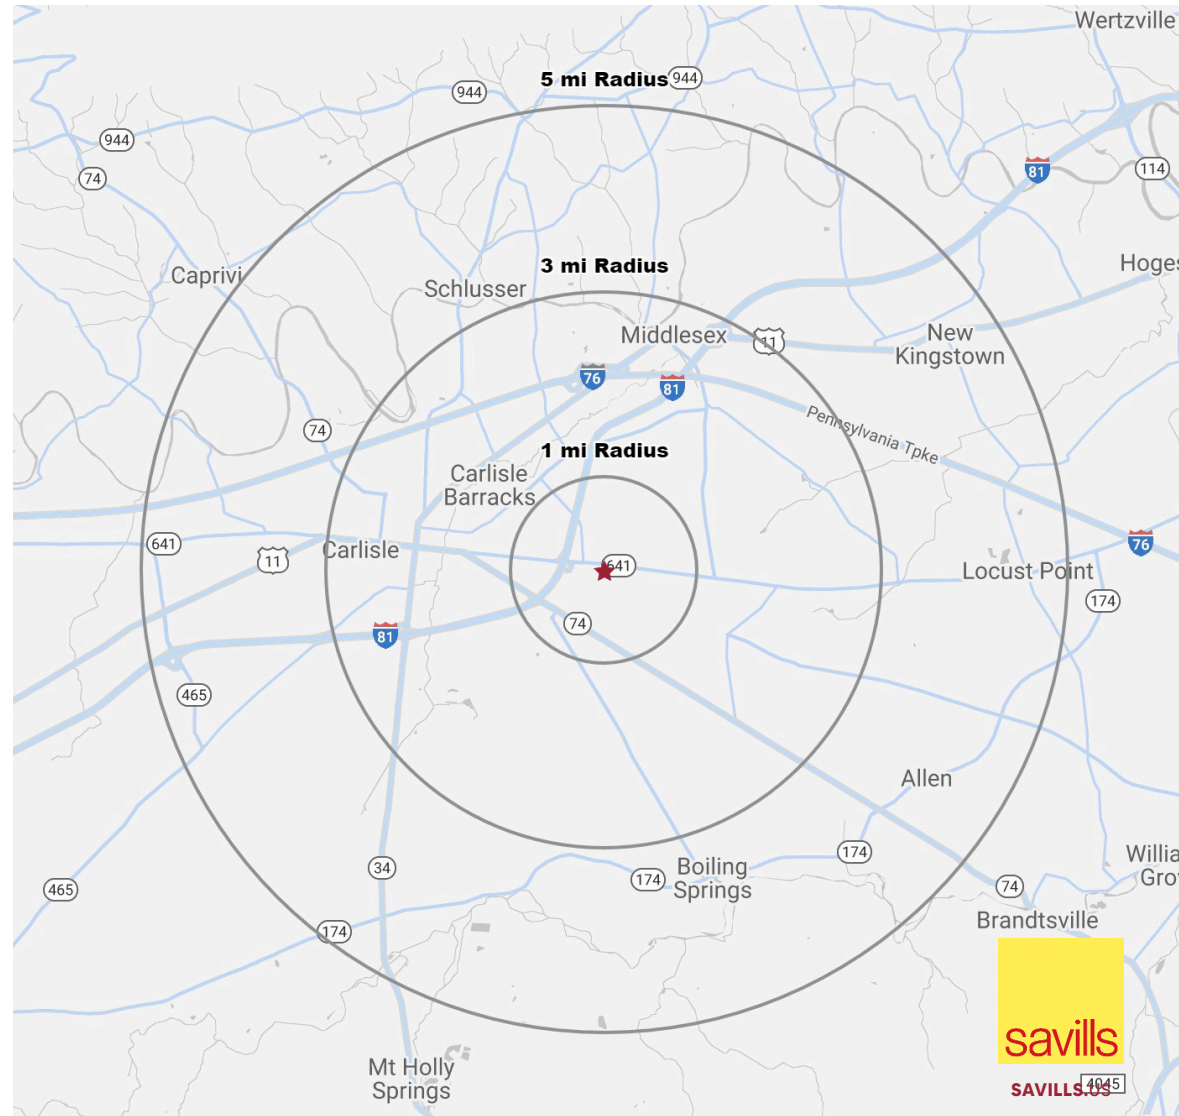 Wertzville
5 mi Radius
944
944
944
74
81
114
Caprivi
3 mi Radius
Hoges
Schlusser
Middlesex
11
New
Kingstown
76
81
74
Pennsylvania Tpke
1 mi Radius
Carlisle
Barracks
641
Carlisle
11
76
641
Locust Point
174
74
81
465
Allen
34
174
Boiling
Springs
174
Willia
Gro
465
74
Brandtsville
174
savills
Mt Holly
Springs
SAVILLS.US
4045